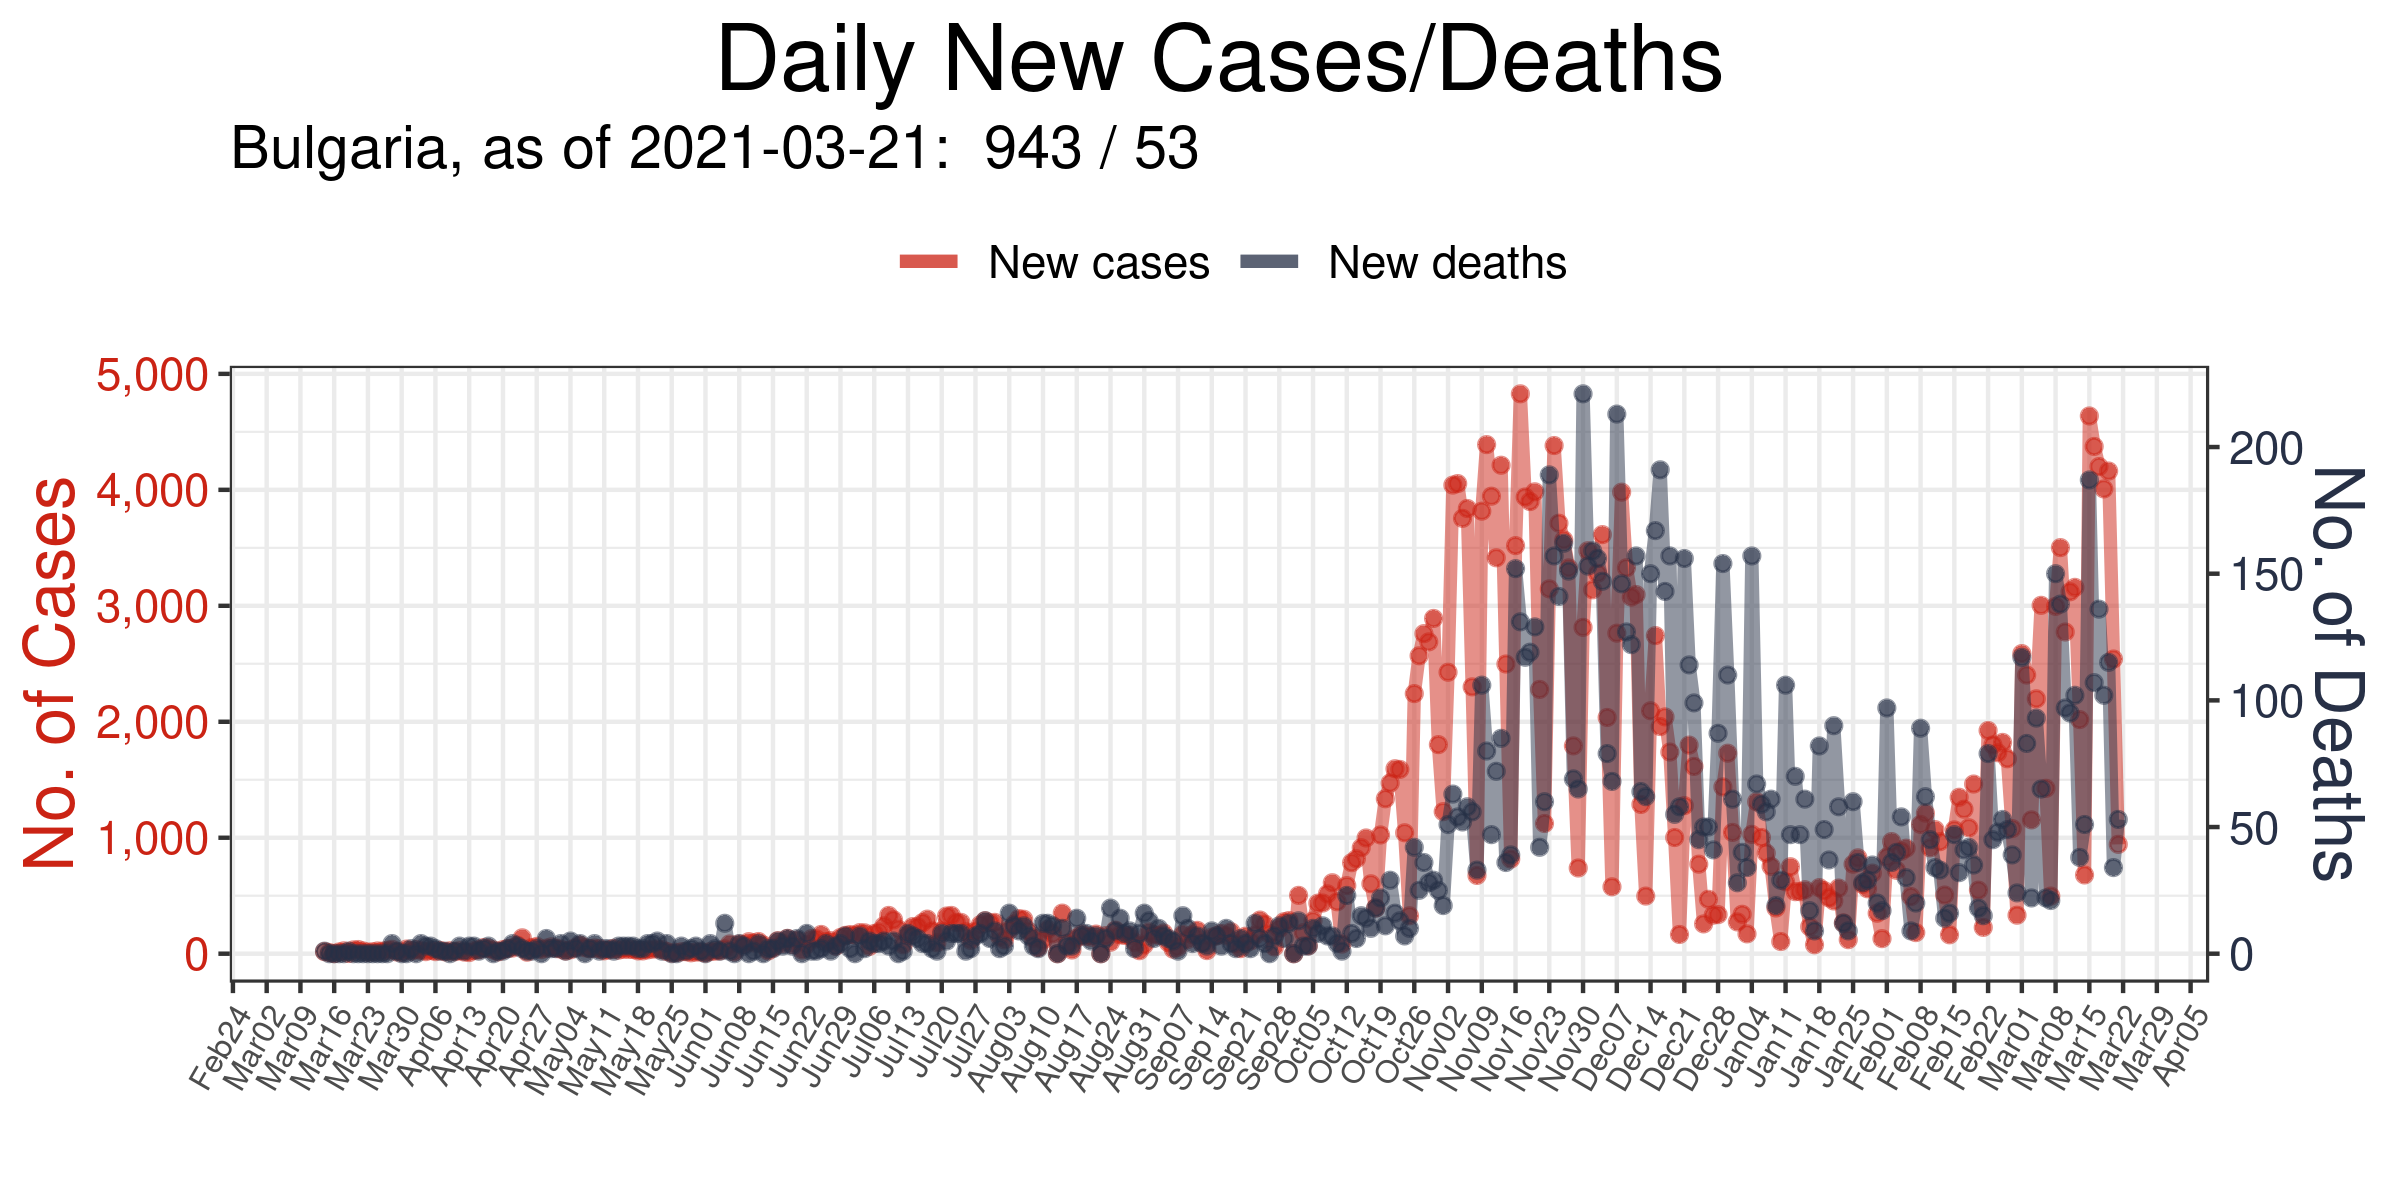 Daily New Cases/Deaths
Bulgaria, as of 2021-03-21: 943 / 53
New cases
New deaths
No. of Cases
5,000
4,000
3,000
2,000
1,000
0
No. of Deaths
200
150
100
50
0
Feb24
Mar02
Mar09
Mar16
Mar23
Mar30
Apr06
Apr13
Apr20
Apr27
May04
May11
May18
May25
Jun01
Jun08
Jun15
Jun22
Jun29
Jul06
Jul13
Jul20
Jul27
Aug03
Aug10
Aug17
Aug24
Aug31
Sep07
Sep14
Sep21
Sep28
Oct05
Oct12
Oct19
Oct26
Nov02
Nov09
Nov16
Nov23
Nov30
Dec07
Dec14
Dec21
Dec28
Jan04
Jan11
Jan18
Jan25
Feb01
Feb08
Feb15
Feb22
Mar01
Mar08
Mar15
Mar22
Mar29
Apr05